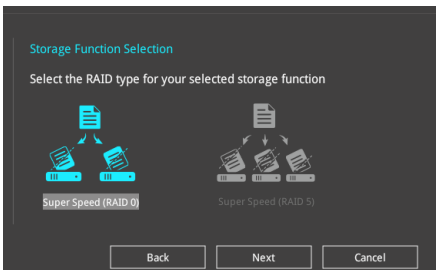 Storage Function Selection
Select the RAID type for your selected storage function
Super Speed (RAID 0)
Super Speed (RAID 5)
Back
Next
Cancel